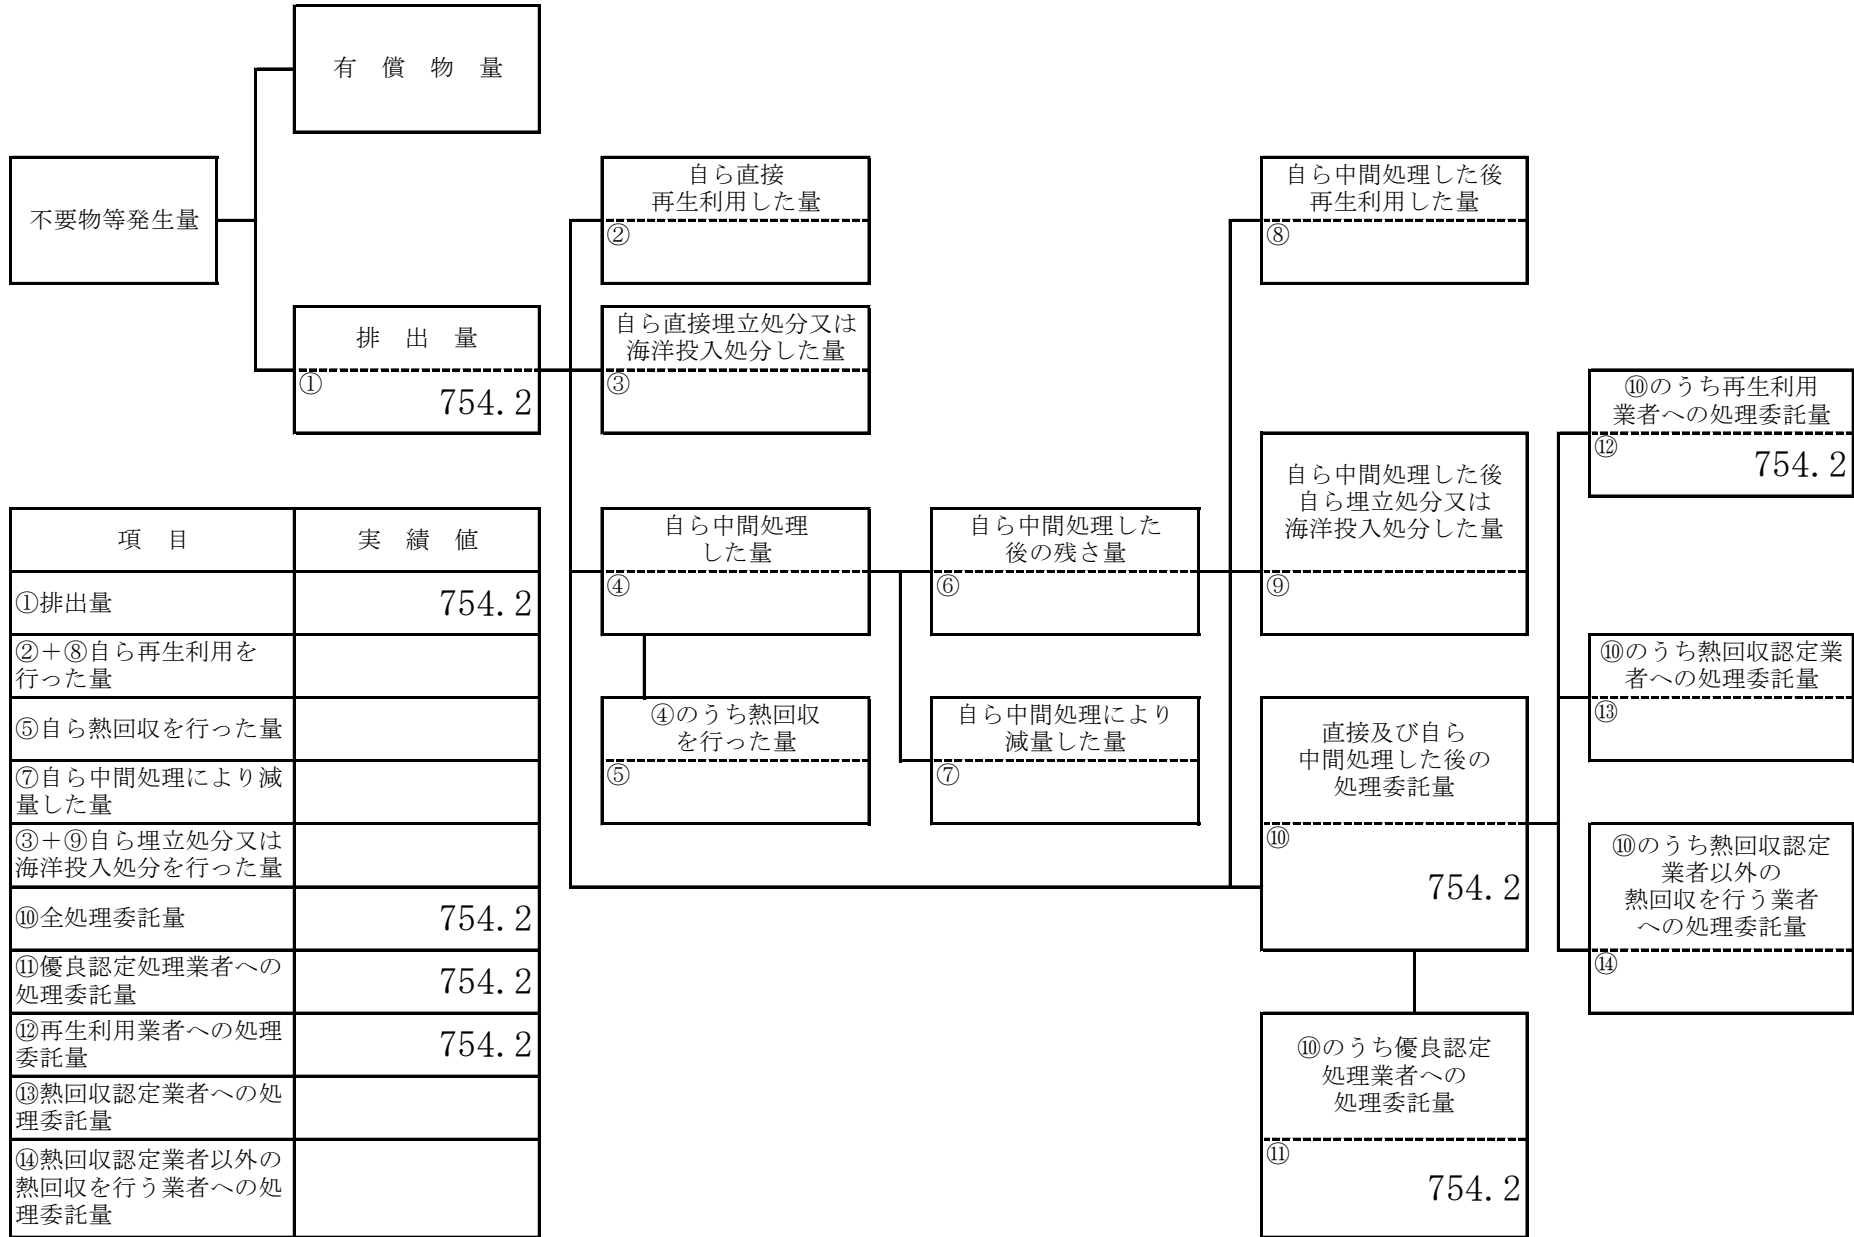 有　償　物　量
不要物等発生量
排　出　量
①
754.2
自ら直接
再生利用した量
②
自ら直接埋立処分又は
海洋投入処分した量
③
自ら中間処理
した量
④
④のうち熱回収
を行った量
⑤
自ら中間処理した
後の残さ量
⑥
自ら中間処理により
減量した量
⑦
自ら中間処理した後
再生利用した量
⑧
自ら中間処理した後
自ら埋立処分又は
海洋投入処分した量
⑨
直接及び自ら
中間処理した後の
処理委託量
⑩
754.2
⑩のうち優良認定
処理業者への
処理委託量
⑪
754.2
⑩のうち再生利用
業者への処理委託量
⑫
754.2
⑩のうち熱回収認定業
者への処理委託量
⑬
⑩のうち熱回収認定
業者以外の
熱回収を行う業者
への処理委託量
⑭
項　目　実　績　値
①排出量　754.2
②＋⑧自ら再生利用を
行った量
⑤自ら熱回収を行った量
⑦自ら中間処理により減
量した量
③＋⑨自ら埋立処分又は
海洋投入処分を行った量
⑩全処理委託量　754.2
⑪優良認定処理業者への
処理委託量　754.2
⑫再生利用業者への処理
委託量　754.2
⑬熱回収認定業者への処
理委託量
⑭熱回収認定業者以外の
熱回収を行う業者への処
理委託量